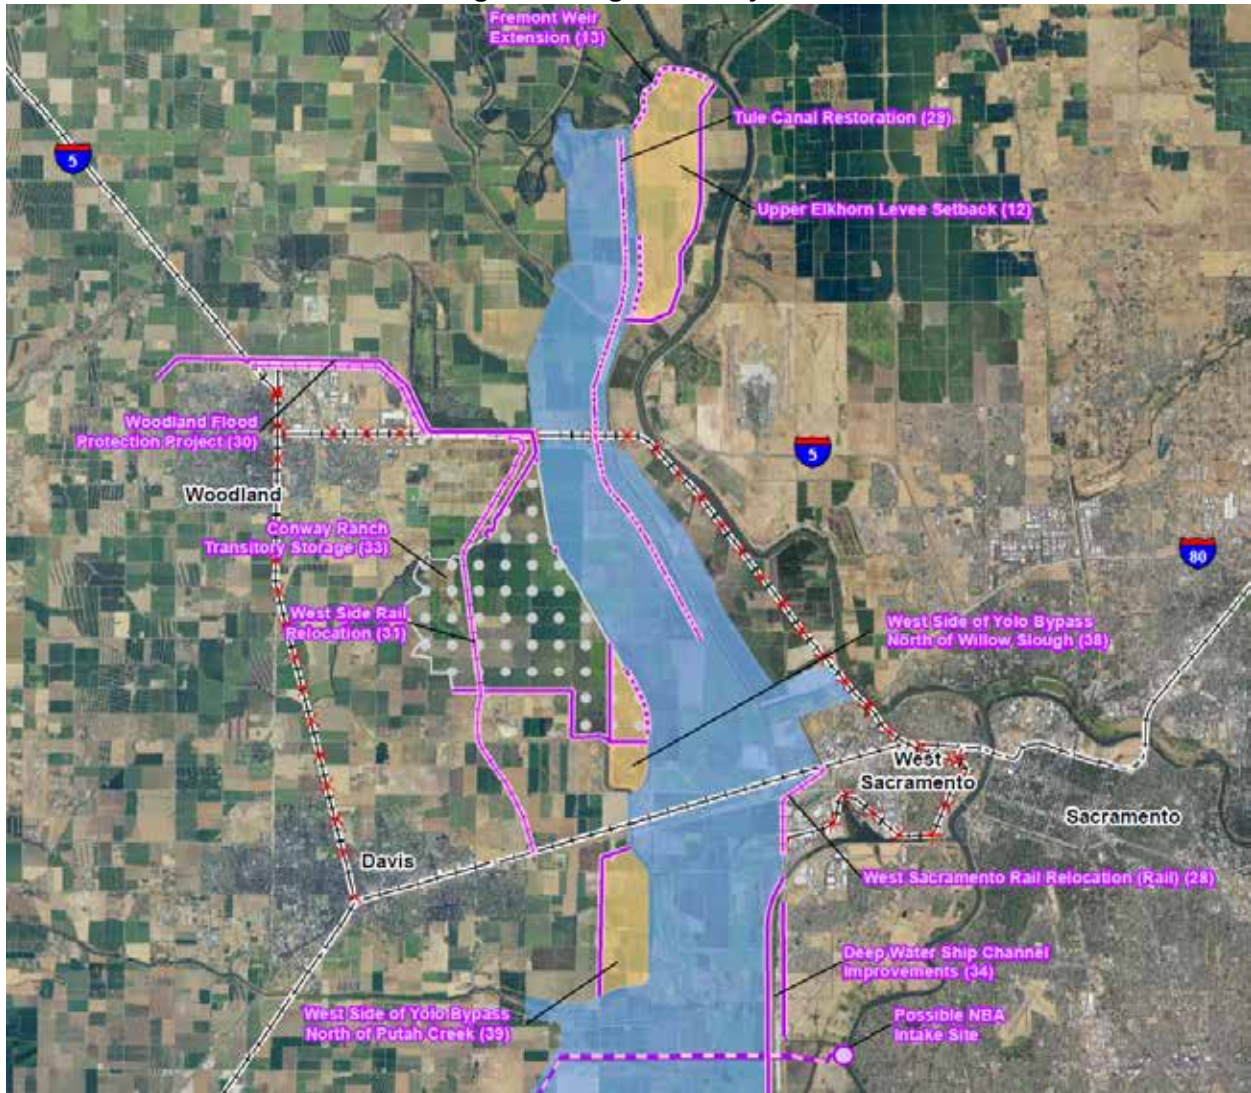 Fremont Weir
Extension (13)
Tule Canal Restoration (29)
5
Upper Elkhorn Levee Setback (12)
Woodland Flood
Protection Project (30)
5
Woodland
Conway Ranch
Transitory Storage (33)
80
West Side Rail
Relocation (31)
West Side of Yolo Bypass
North of Willow Slough (38)
West
Sacramento
Sacramento
Davis
West Sacramento Rail Relocation (Rail) (28)
Deep Water Ship Channel
Improvements (34)
West Side of Yolo Bypass
North of Putah Creek (39)
Possible NBA
Intake Site